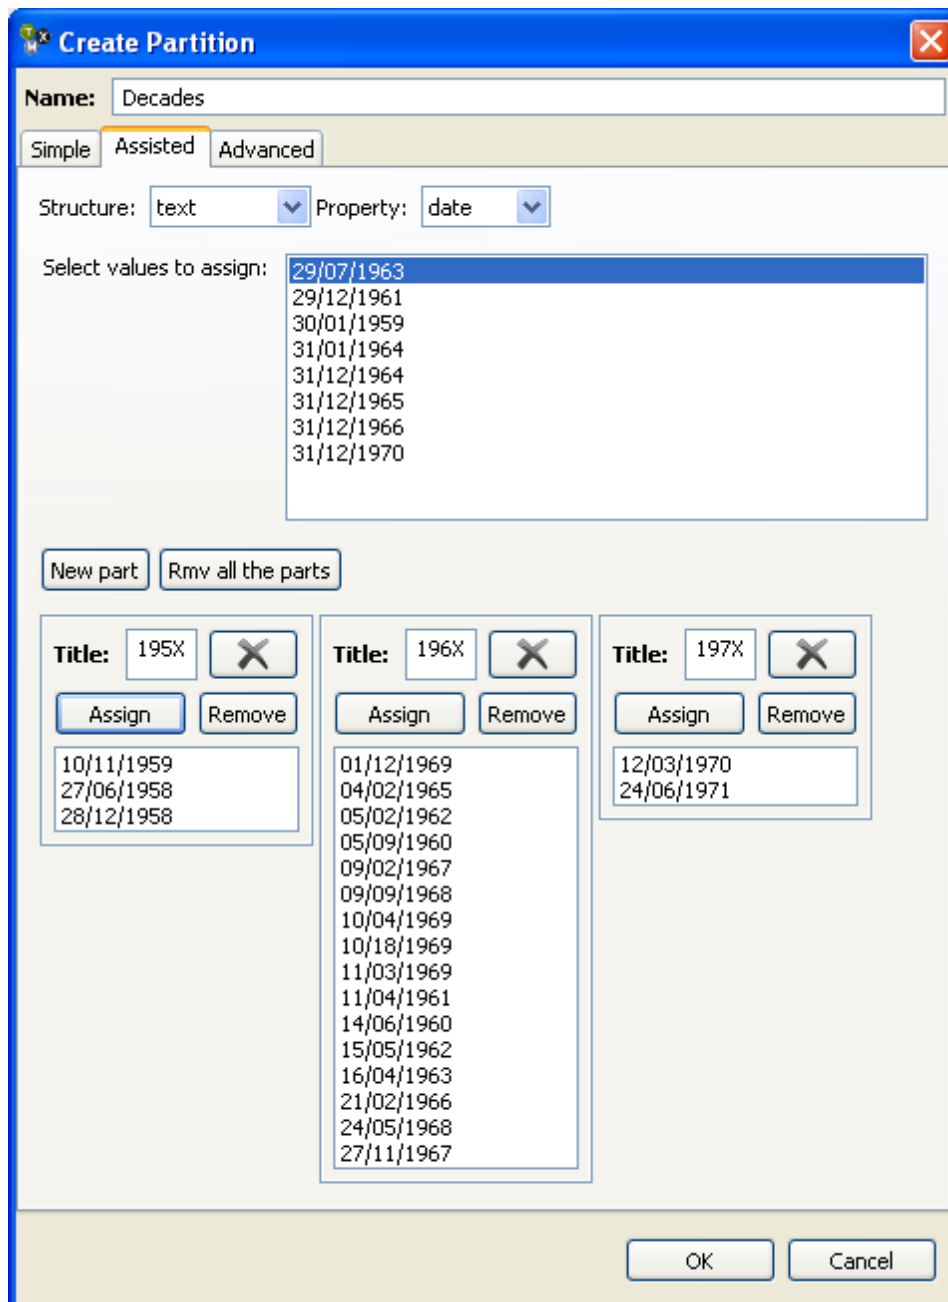 Create Partition
Name: Decades
Simple Assisted Advanced
Structure: text Property: date
Select values to assign:
29/07/1963
29/12/1961
30/01/1959
31/01/1964
31/12/1964
31/12/1965
31/12/1966
31/12/1970
New part Rmv all the parts
Title: 195X
Assign Remove
10/11/1959
27/06/1958
28/12/1958
Title: 196X
Assign Remove
01/12/1969
04/02/1965
05/02/1962
05/09/1960
09/02/1967
09/09/1968
10/04/1969
10/18/1969
11/03/1969
11/04/1961
14/06/1960
15/05/1962
16/04/1963
21/02/1966
24/05/1968
27/11/1967
Title: 197X
Assign Remove
12/03/1970
24/06/1971
OK Cancel